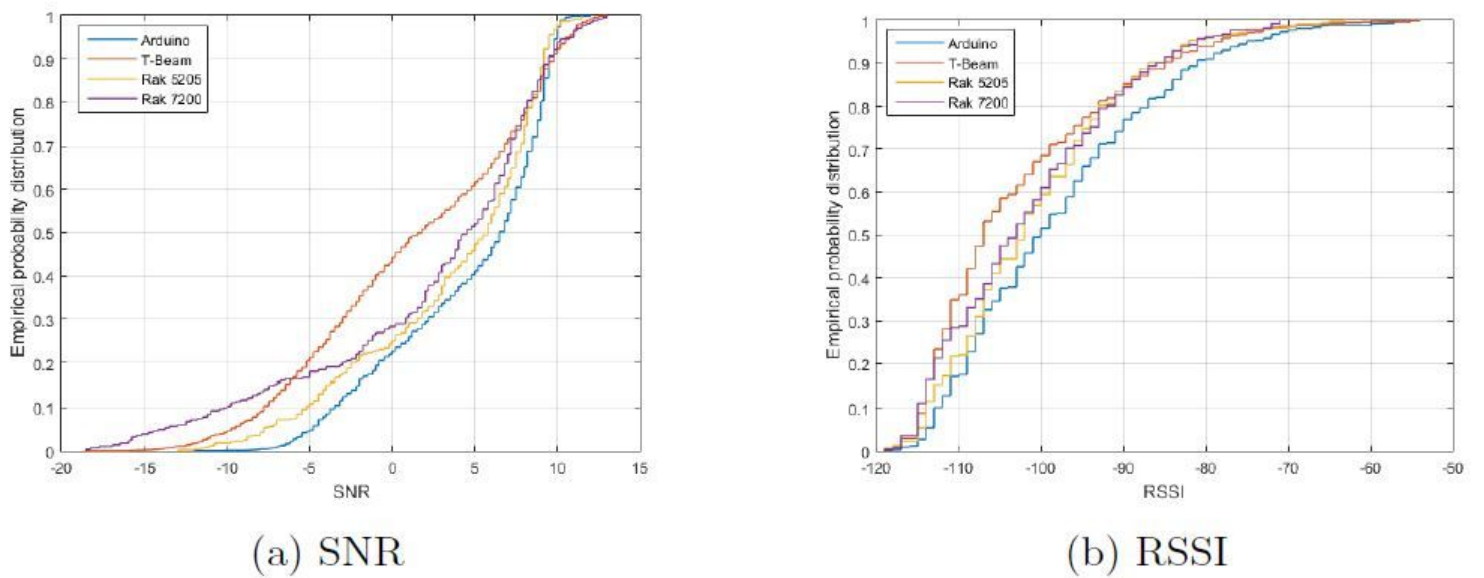 1
0.9
0.8
0.7
0.6
0.5
0.4
0.3
0.2
0.1
0
Empirical probability distribution
Arduino
T-Beam
Rak 5205
Rak 7200
-20 -15 -10 -5 0 5 10 15
SNR
(a) SNR
1
0.9
0.8
0.7
0.6
0.5
0.4
0.3
0.2
0.1
0
Empirical probability distribution
Arduino
T-Beam
Rak 5205
Rak 7200
-120 -110 -100 -90 -80 -70 -60 -50
RSSI
(b) RSSI